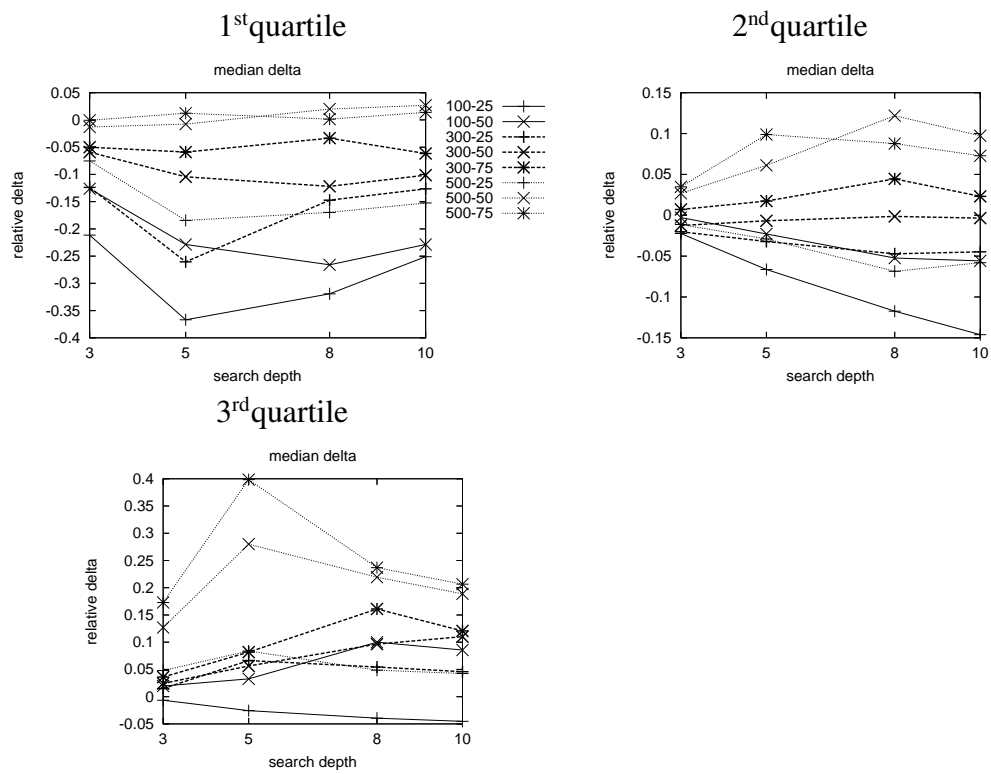 1st quartile
median delta
relative delta
0.05
0
-0.05
-0.1
-0.15
-0.2
-0.25
-0.3
-0.35
-0.4
3 5 8 10
search depth
100-25
100-50
300-25
300-50
300-75
500-25
500-50
500-75
2nd quartile
median delta
relative delta
0.15
0.1
0.05
0
-0.05
-0.1
-0.15
3 5 8 10
search depth
3rd quartile
median delta
relative delta
0.4
0.35
0.3
0.25
0.2
0.15
0.1
0.05
0
-0.05
3 5 8 10
search depth